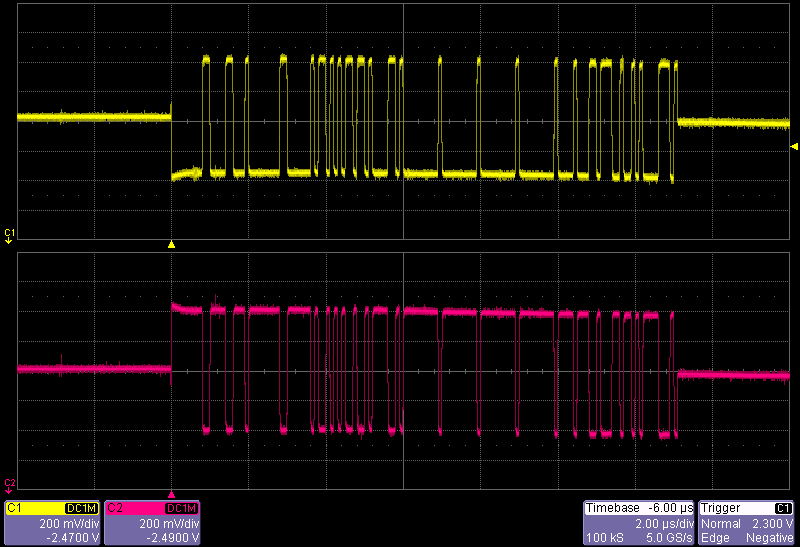 C1
C2
C1 DC1M
200 mV/div
-2.4700 V
C2 DC1M
200 mV/div
-2.4900 V
Timebase -6.00 µs
2.00 µs/div
100 kS 5.0 GS/s
Trigger C1
Normal 2.300 V
Edge Negative